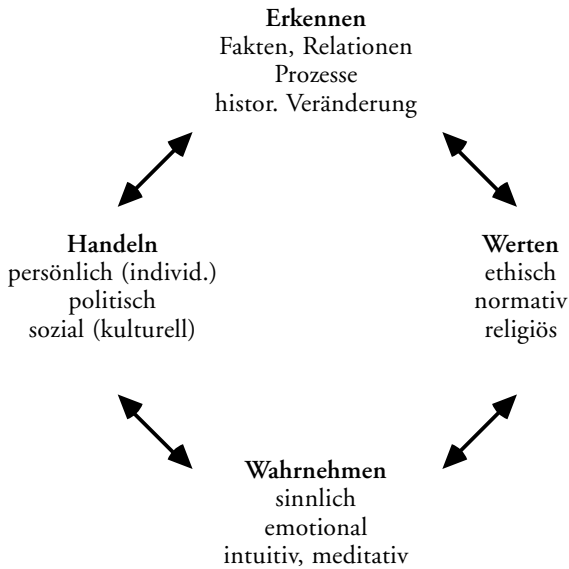 Erkennen
Fakten, Relationen
Prozesse
histor. Veränderung
Handeln
persönlich (individ.)
politisch
sozial (kulturell)
Werten
ethisch
normativ
religiös
Wahrnehmen
sinnlich
emotional
intuitiv, meditativ